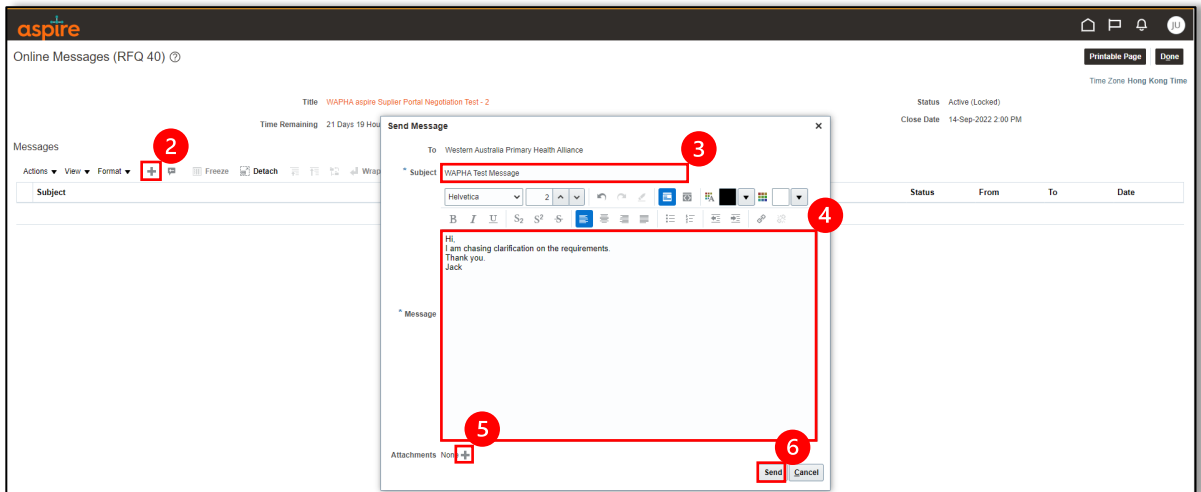 aspire
JU
Online Messages (RFQ 40)
Printable Page Done
Time Zone Hong Kong Time
Title WAPHA aspire Suplier Portal Negotiation Test - 2
Status Active (Locked)
Time Remaining 21 Days 19 Hou
Close Date 14-Sep-2022 2:00 PM
Messages
2
Actions View Format Freeze Detach Wrap
Subject Status From To Date
Send Message
To Western Australia Primary Health Alliance
3
* Subject WAPHA Test Message
Helvetica 2
B I U S2 S2 S
4
Hi,
I am chasing clarification on the requirements.
Thank you.
Jack
* Message
5
Attachments None
6
Send Cancel